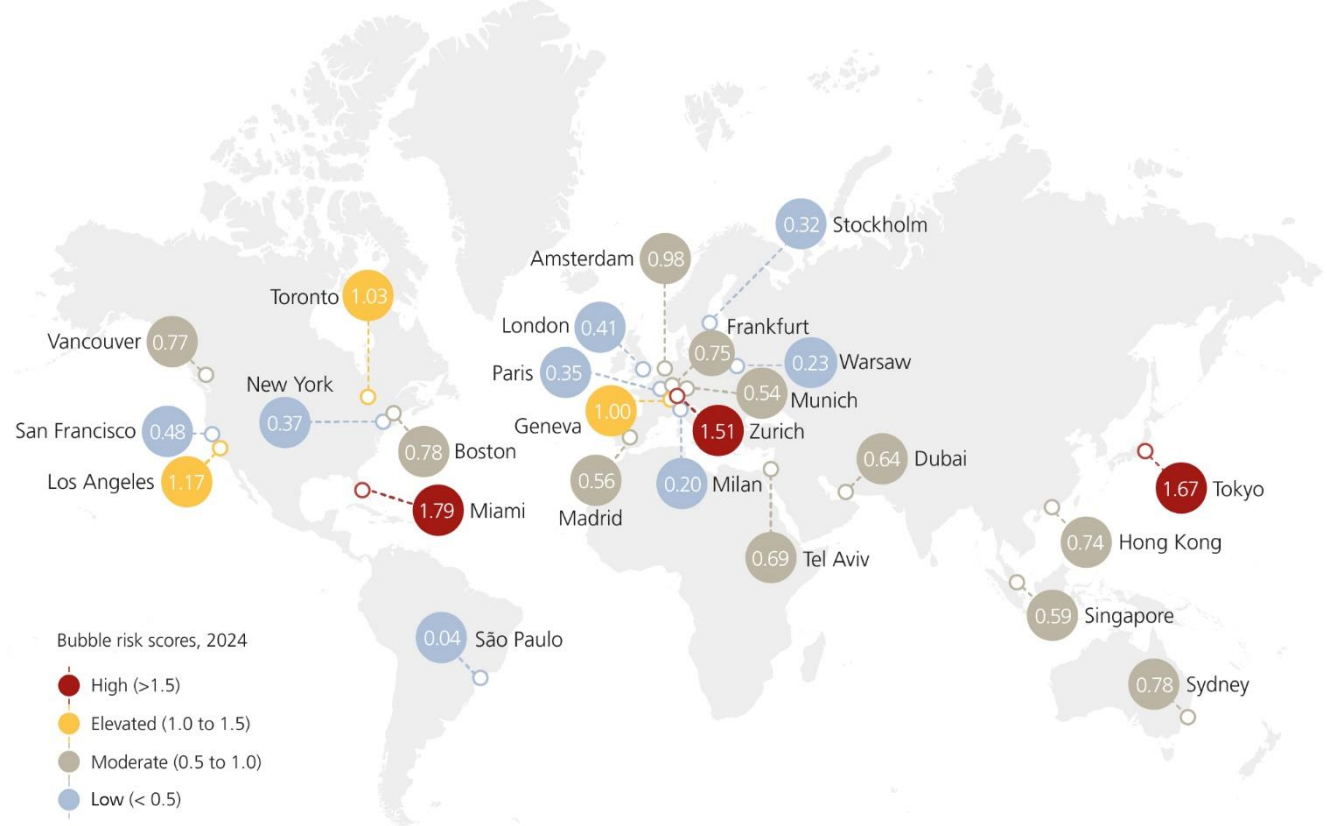 0.32 Stockholm
Amsterdam 0.98
Toronto 1.03
London 0.41
Frankfurt
0.75
Vancouver 0.77
Paris 0.35
0.23 Warsaw
New York
0.37
0.54
Munich
Geneva 1.00
1.51 Zurich
San Francisco 0.48
0.78 Boston
Los Angeles 1.17
0.56
Madrid
0.20 Milan
0.64 Dubai
1.67 Tokyo
1.79 Miami
0.74 Hong Kong
0.69 Tel Aviv
0.59 Singapore
0.04 São Paulo
0.78 Sydney
Bubble risk scores, 2024
High (>1.5)
Elevated (1.0 to 1.5)
Moderate (0.5 to 1.0)
Low (< 0.5)